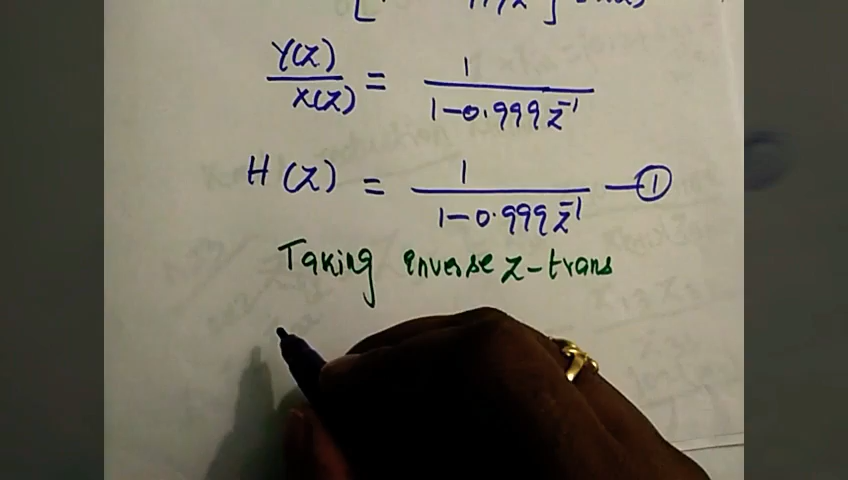 Y(Z)/X(Z) = 1/(1-0.999z⁻¹)
H(Z) = 1/(1-0.999z⁻¹) —①
Taking inverse z-trans